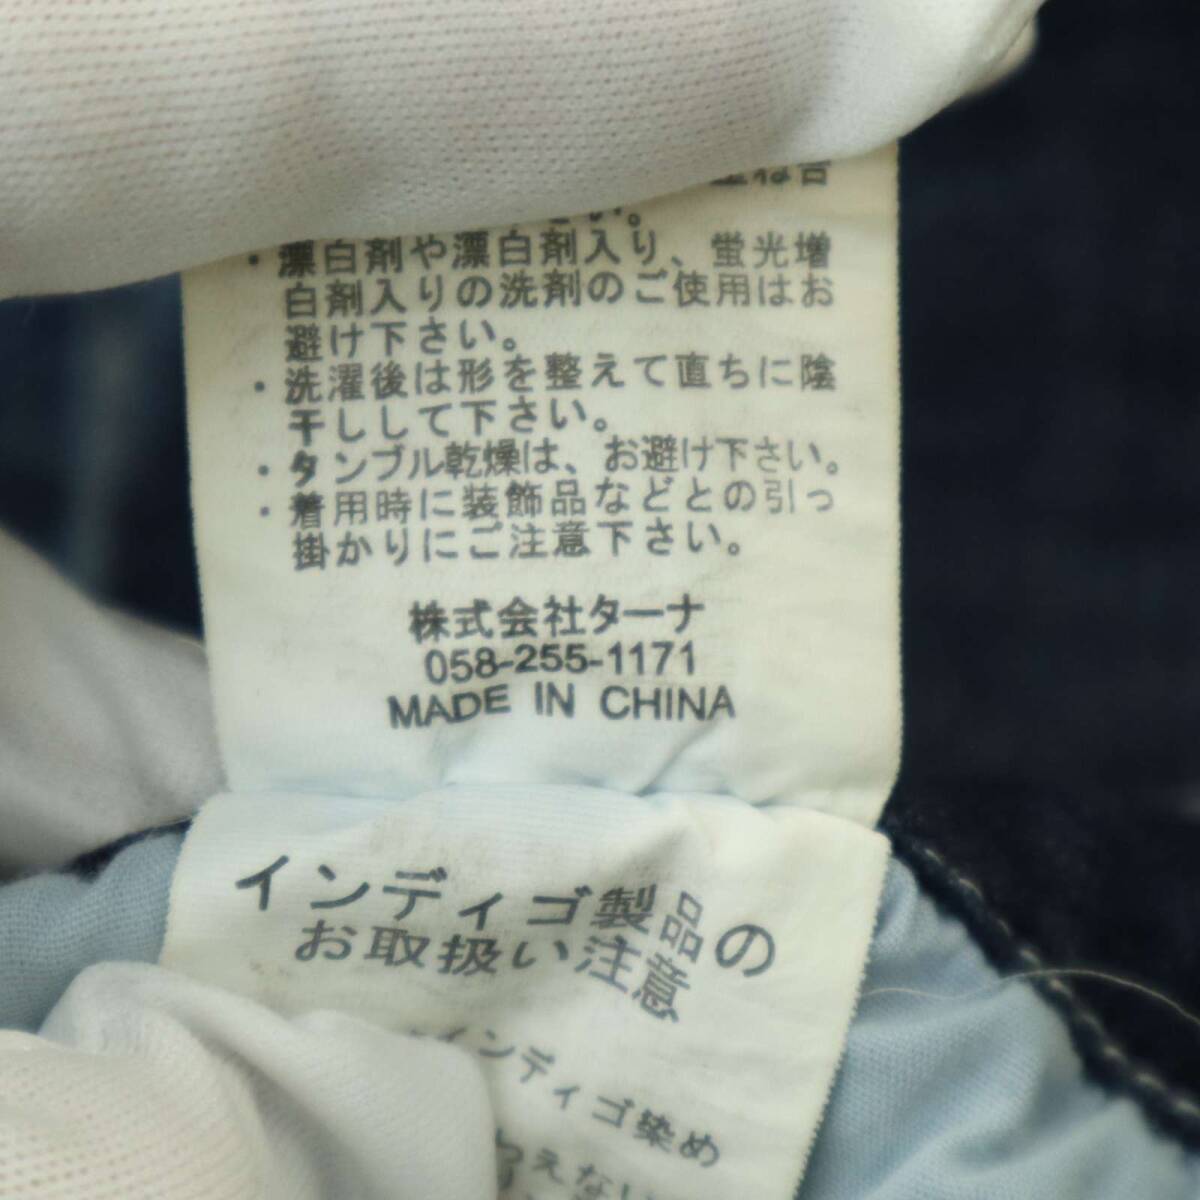 重ね合
さい。
・漂白剤や漂白剤入り、蛍光増
白剤入りの洗剤のご使用はお
避け下さい。
・洗濯後は形を整えて直ちに陰
干しして下さい。
・タンブル乾燥は、お避け下さい。
・着用時に装飾品などとの引っ
掛かりにご注意下さい。
株式会社ターナ
058-255-1171
MADE IN CHINA
インディゴ製品の
お取扱い注意
インディゴ染め